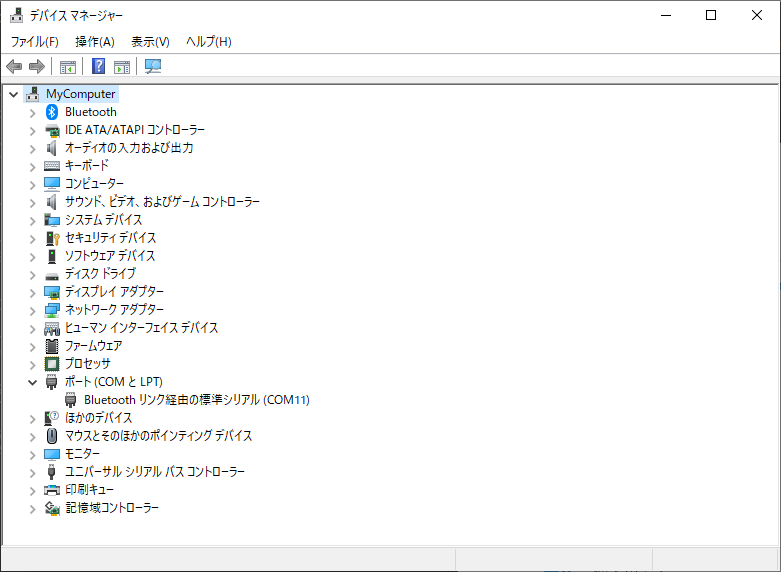 デバイス マネージャー
ファイル(F) 操作(A) 表示(V) ヘルプ(H)
MyComputer
Bluetooth
IDE ATA/ATAPI コントローラー
オーディオの入力および出力
キーボード
コンピューター
サウンド、ビデオ、およびゲーム コントローラー
システム デバイス
セキュリティ デバイス
ソフトウェア デバイス
ディスク ドライブ
ディスプレイ アダプター
ネットワーク アダプター
ヒューマン インターフェイス デバイス
ファームウェア
プロセッサ
ポート (COM と LPT)
Bluetooth リンク経由の標準シリアル (COM11)
ほかのデバイス
マウスとそのほかのポインティング デバイス
モニター
ユニバーサル シリアル バス コントローラー
印刷キュー
記憶域コントローラー